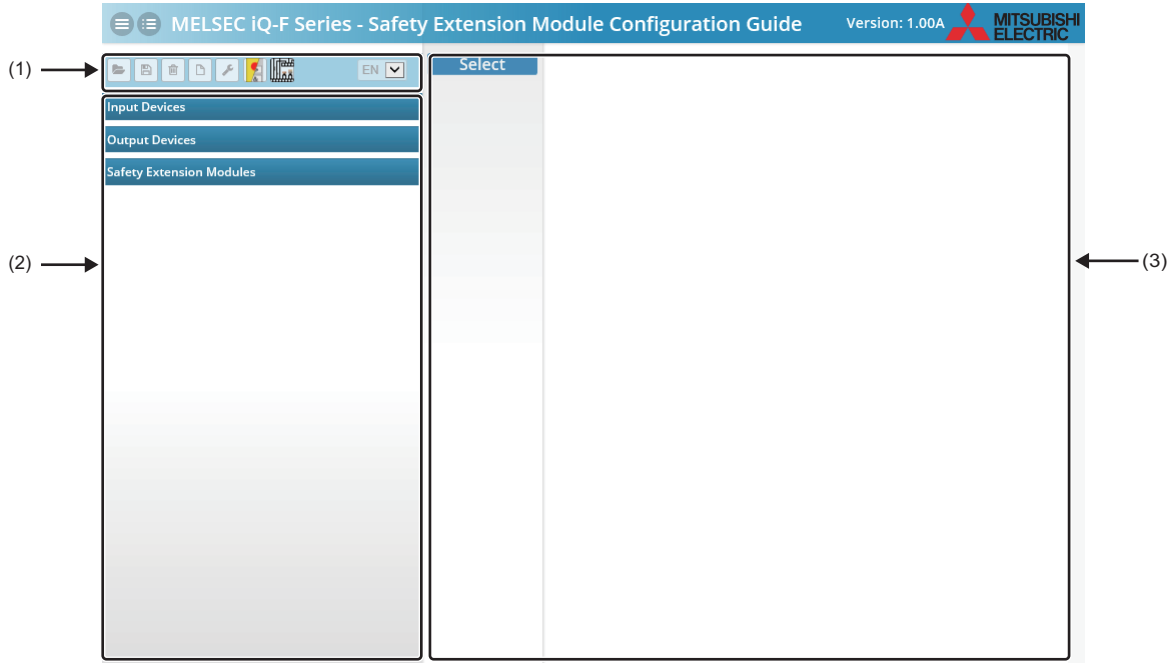 MELSEC iQ-F Series - Safety Extension Module Configuration Guide
Version: 1.00A
MITSUBISHI
ELECTRIC
(1)
EN
Select
Input Devices
Output Devices
Safety Extension Modules
(2)
(3)